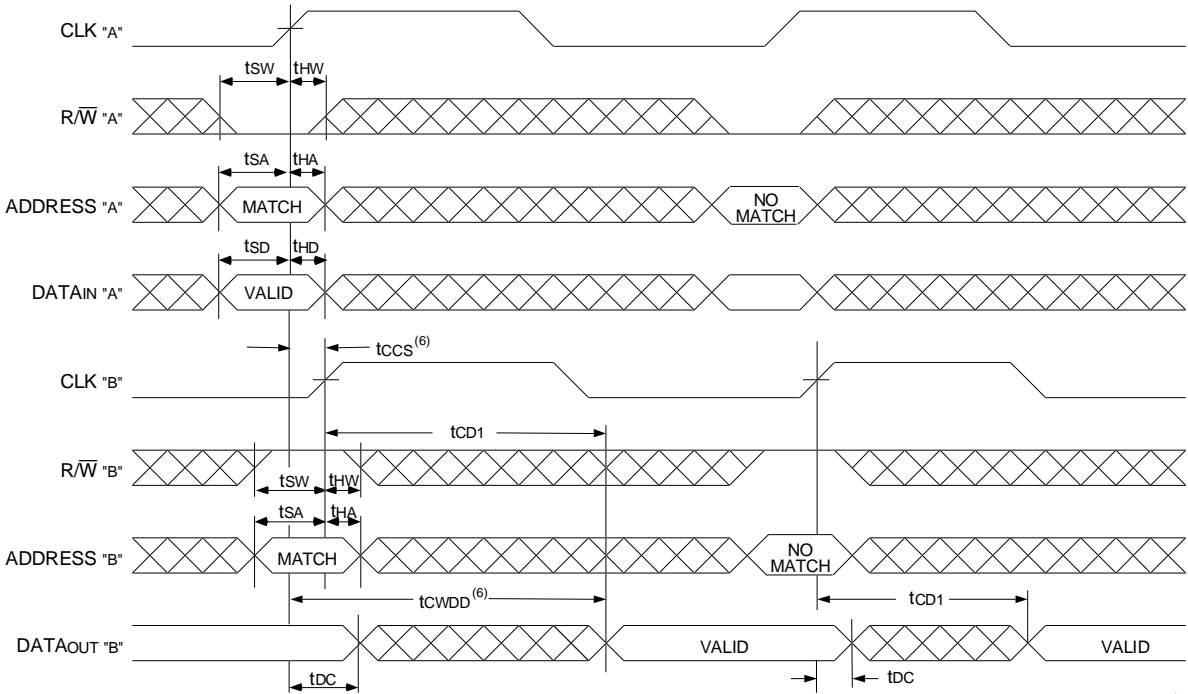 CLK "A"
tSW tHW
R/W̅ "A"
tSA tHA
ADDRESS "A" MATCH NO MATCH
tSD tHD
DATAIN "A" VALID
tCCS(6)
CLK "B"
tCD1
R/W̅ "B"
tSW tHW
tSA tHA
ADDRESS "B" MATCH NO MATCH
tCWDD(6) tCD1
DATAOUT "B" VALID VALID
tDC tDC